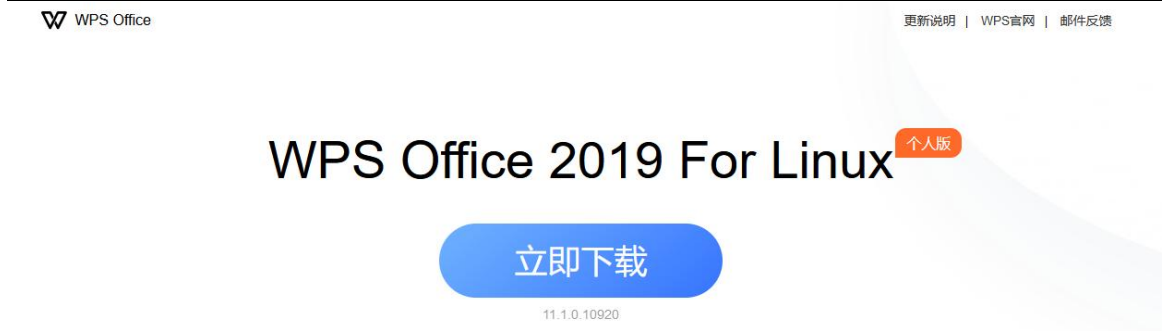 WPS Office
更新说明 | WPS官网 | 邮件反馈
WPS Office 2019 For Linux
个人版
立即下载
11.1.0.10920